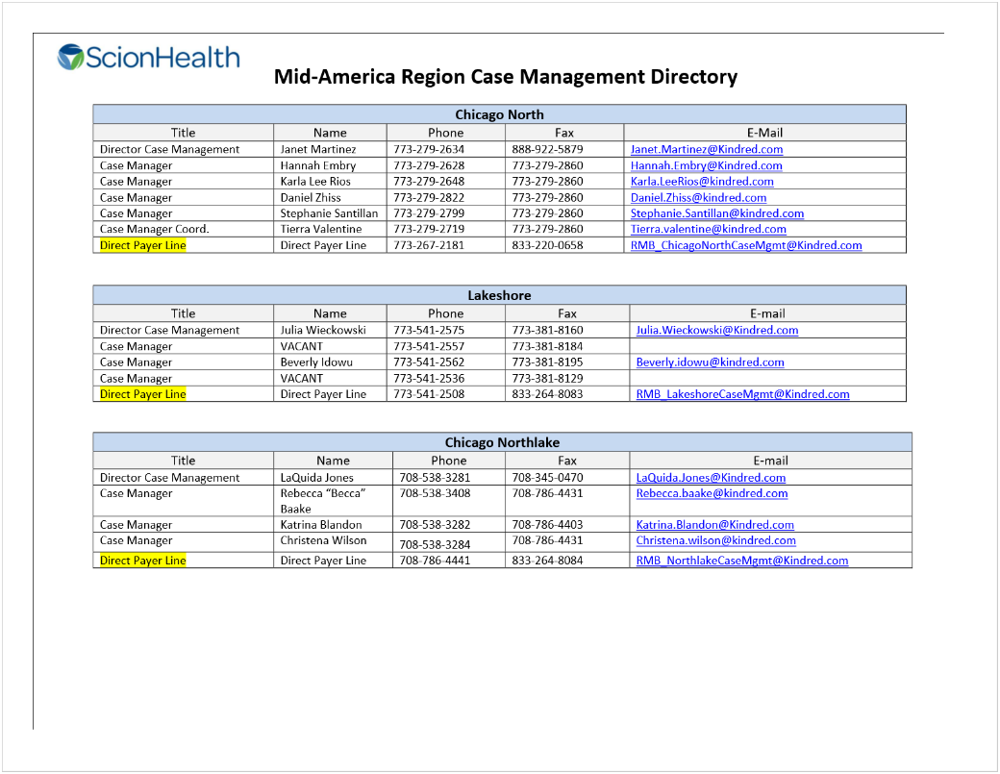 ScionHealth
Mid-America Region Case Management Directory
Chicago North
Title Name Phone Fax E-Mail
Director Case Management Janet Martinez 773-279-2634 888-922-5879 Janet.Martinez@Kindred.com
Case Manager Hannah Embry 773-279-2628 773-279-2860 Hannah.Embry@Kindred.com
Case Manager Karla Lee Rios 773-279-2648 773-279-2860 Karla.LeeRios@kindred.com
Case Manager Daniel Zhiss 773-279-2822 773-279-2860 Daniel.Zhiss@kindred.com
Case Manager Stephanie Santillan 773-279-2799 773-279-2860 Stephanie.Santillan@kindred.com
Case Manager Coord. Tierra Valentine 773-279-2719 773-279-2860 Tierra.valentine@kindred.com
Direct Payer Line Direct Payer Line 773-267-2181 833-220-0658 RMB_ChicagoNorthCaseMgmt@Kindred.com
Lakeshore
Title Name Phone Fax E-mail
Director Case Management Julia Wieckowski 773-541-2575 773-381-8160 Julia.Wieckowski@Kindred.com
Case Manager VACANT 773-541-2557 773-381-8184
Case Manager Beverly Idowu 773-541-2562 773-381-8195 Beverly.idowu@kindred.com
Case Manager VACANT 773-541-2536 773-381-8129
Direct Payer Line Direct Payer Line 773-541-2508 833-264-8083 RMB_LakeshoreCaseMgmt@Kindred.com
Chicago Northlake
Title Name Phone Fax E-mail
Director Case Management LaQuida Jones 708-538-3281 708-345-0470 LaQuida.Jones@Kindred.com
Case Manager Rebecca “Becca” 708-538-3408 708-786-4431 Rebecca.baake@kindred.com
Baake
Case Manager Katrina Blandon 708-538-3282 708-786-4403 Katrina.Blandon@Kindred.com
Case Manager Christena Wilson 708-538-3284 708-786-4431 Christena.wilson@kindred.com
Direct Payer Line Direct Payer Line 708-786-4441 833-264-8084 RMB_NorthlakeCaseMgmt@Kindred.com